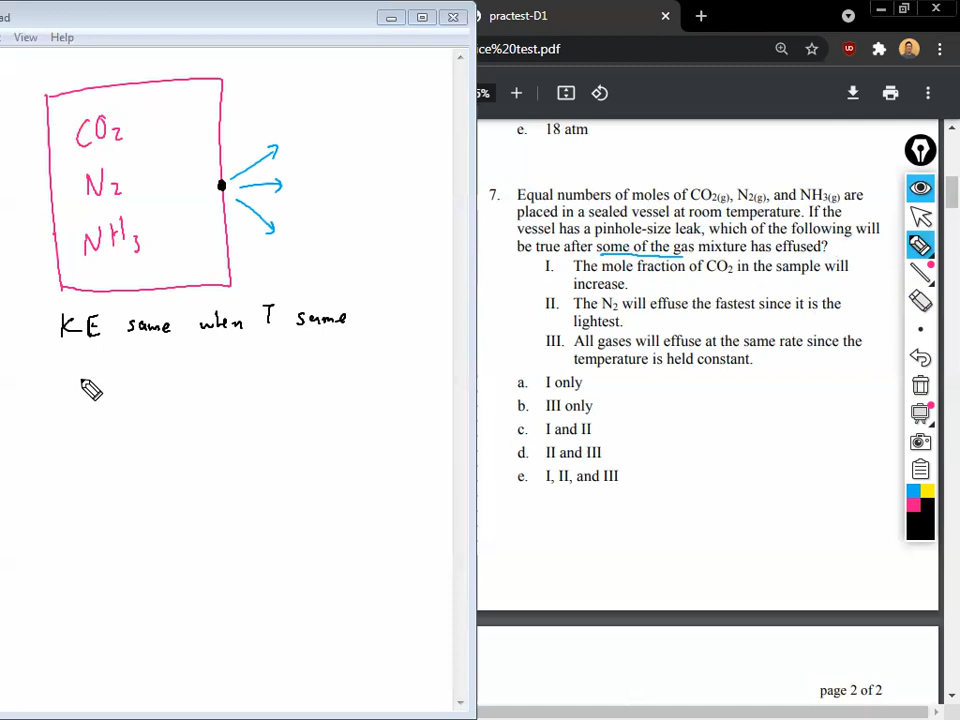 ad
View Help
CO2
N2
NH3
KE same when T same
practest-D1
ice%20test.pdf
5%
e. 18 atm
7. Equal numbers of moles of CO2(g), N2(g), and NH3(g) are
placed in a sealed vessel at room temperature. If the
vessel has a pinhole-size leak, which of the following will
be true after some of the gas mixture has effused?
I. The mole fraction of CO2 in the sample will
increase.
II. The N2 will effuse the fastest since it is the
lightest.
III. All gases will effuse at the same rate since the
temperature is held constant.
a. I only
b. III only
c. I and II
d. II and III
e. I, II, and III
page 2 of 2